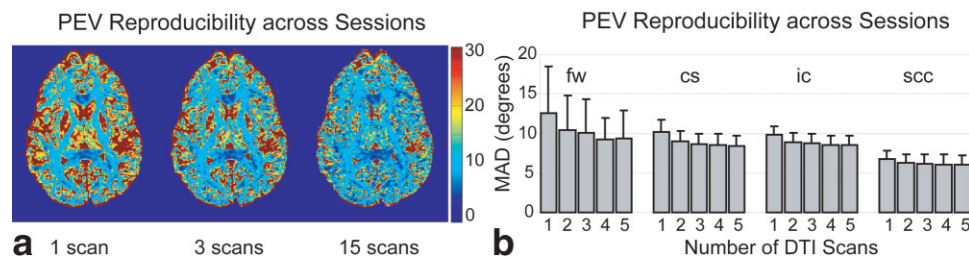 PEV Reproducibility across Sessions
30
20
10
0
1 scan 3 scans 15 scans
a
PEV Reproducibility across Sessions
MAD (degrees)
20
15
10
5
0
fw cs ic scc
1 2 3 4 5 1 2 3 4 5 1 2 3 4 5 1 2 3 4 5
Number of DTI Scans
b